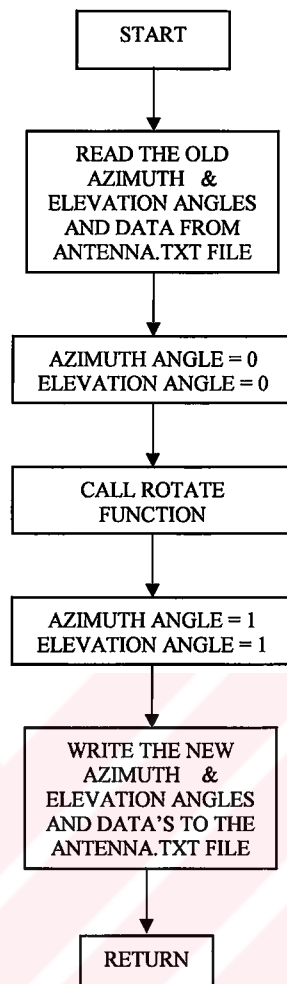 START
READ THE OLD
AZIMUTH &
ELEVATION ANGLES
AND DATA FROM
ANTENNA.TXT FILE
AZIMUTH ANGLE = 0
ELEVATION ANGLE = 0
CALL ROTATE
FUNCTION
AZIMUTH ANGLE = 1
ELEVATION ANGLE = 1
WRITE THE NEW
AZIMUTH &
ELEVATION ANGLES
AND DATA'S TO THE
ANTENNA.TXT FILE
RETURN